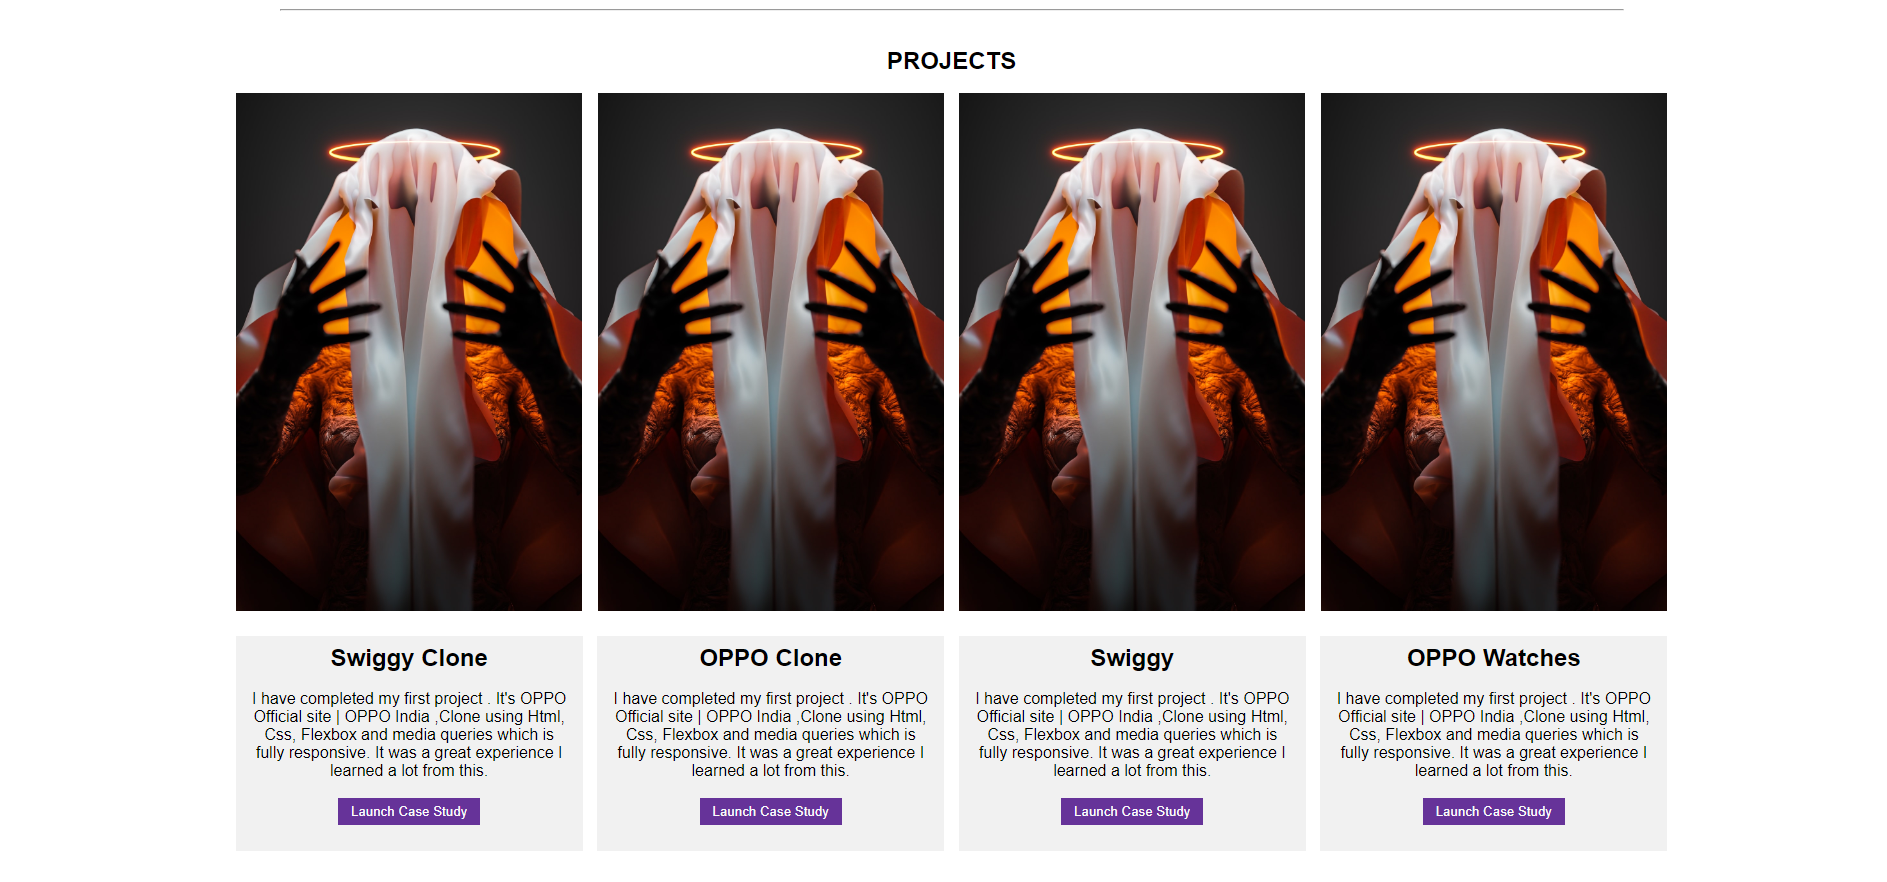 PROJECTS
Swiggy Clone
I have completed my first project . It's OPPO
Official site | OPPO India ,Clone using Html,
Css, Flexbox and media queries which is
fully responsive. It was a great experience I
learned a lot from this.
Launch Case Study
OPPO Clone
I have completed my first project . It's OPPO
Official site | OPPO India ,Clone using Html,
Css, Flexbox and media queries which is
fully responsive. It was a great experience I
learned a lot from this.
Launch Case Study
Swiggy
I have completed my first project . It's OPPO
Official site | OPPO India ,Clone using Html,
Css, Flexbox and media queries which is
fully responsive. It was a great experience I
learned a lot from this.
Launch Case Study
OPPO Watches
I have completed my first project . It's OPPO
Official site | OPPO India ,Clone using Html,
Css, Flexbox and media queries which is
fully responsive. It was a great experience I
learned a lot from this.
Launch Case Study